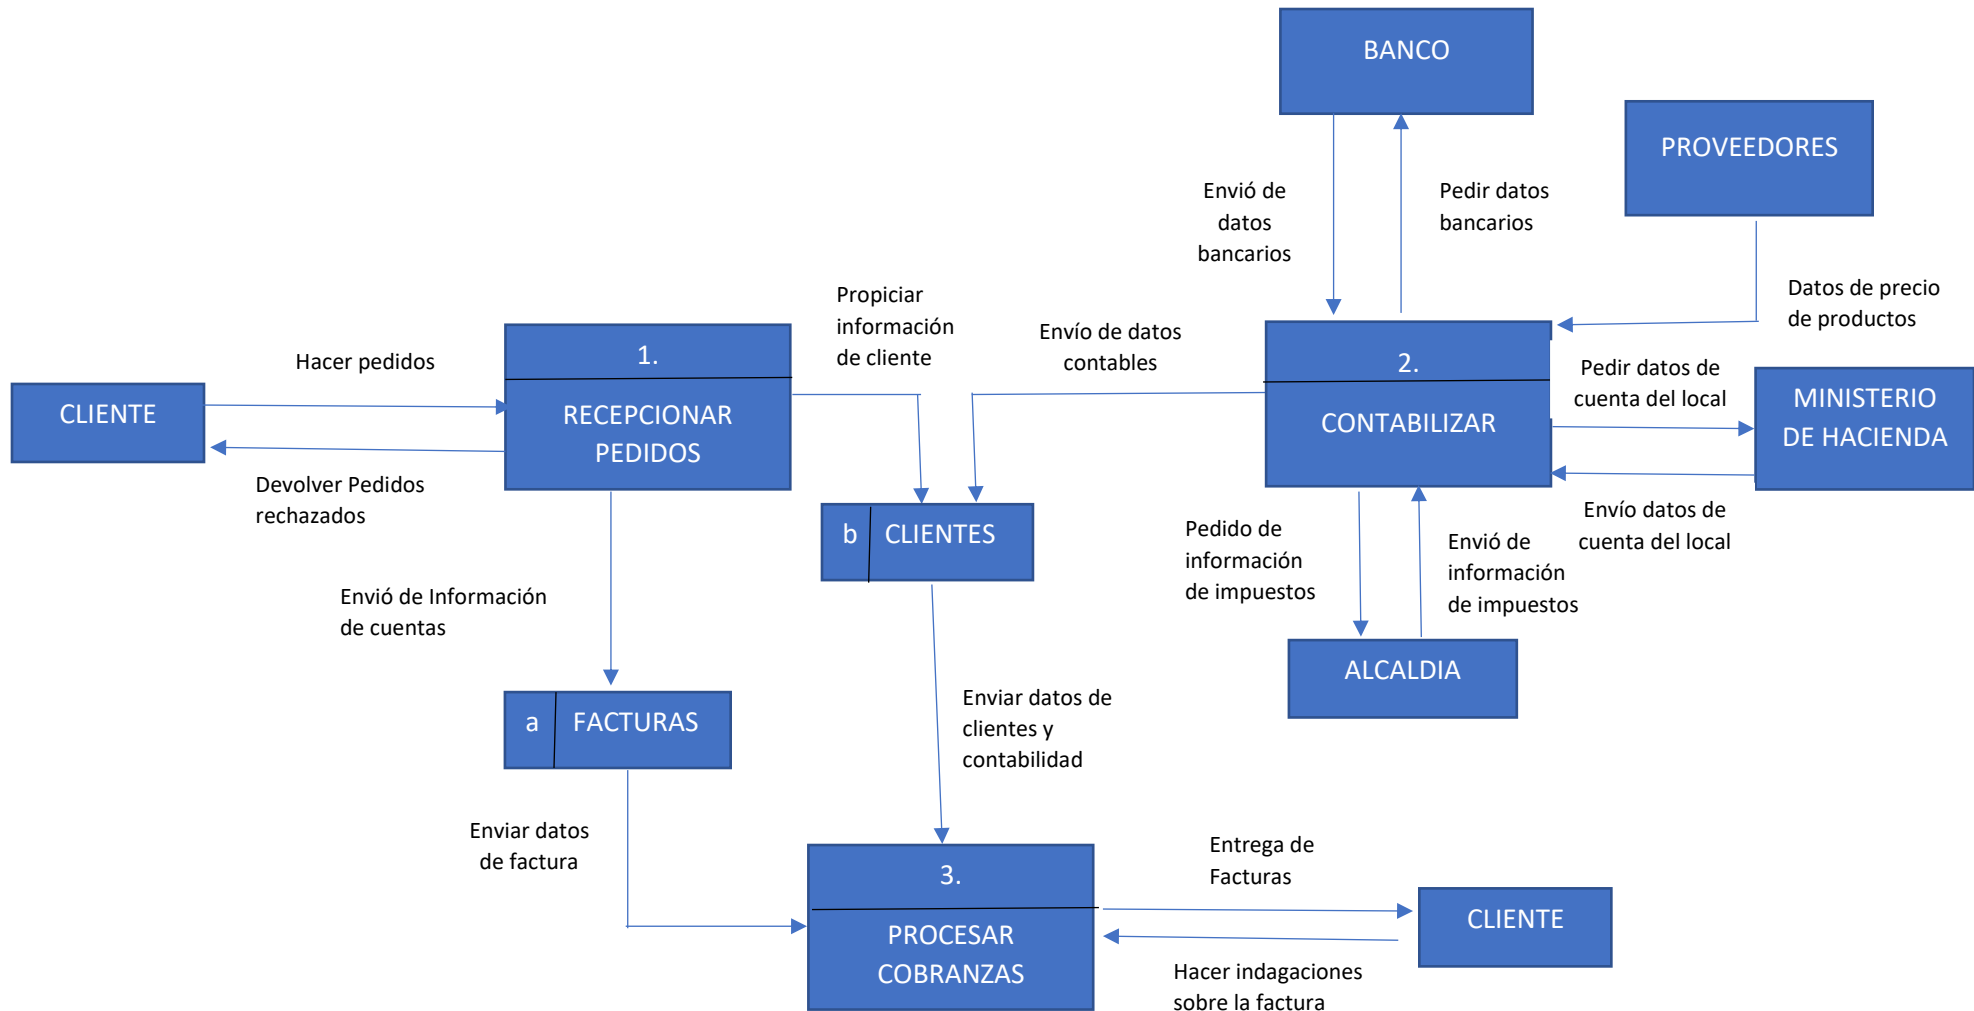 BANCO
PROVEEDORES
Envió de
datos
bancarios
Pedir datos
bancarios
Propiciar
información
de cliente
Envío de datos
contables
Datos de precio
de productos
Hacer pedidos
1.
RECEPCIONAR
PEDIDOS
2.
CONTABILIZAR
Pedir datos de
cuenta del local
MINISTERIO
DE HACIENDA
CLIENTE
Devolver Pedidos
rechazados
b
CLIENTES
Pedido de
información
de impuestos
Envió de
información
de impuestos
Envío datos de
cuenta del local
Envió de Información
de cuentas
ALCALDIA
a
FACTURAS
Enviar datos de
clientes y
contabilidad
Enviar datos
de factura
3.
PROCESAR
COBRANZAS
Entrega de
Facturas
CLIENTE
Hacer indagaciones
sobre la factura